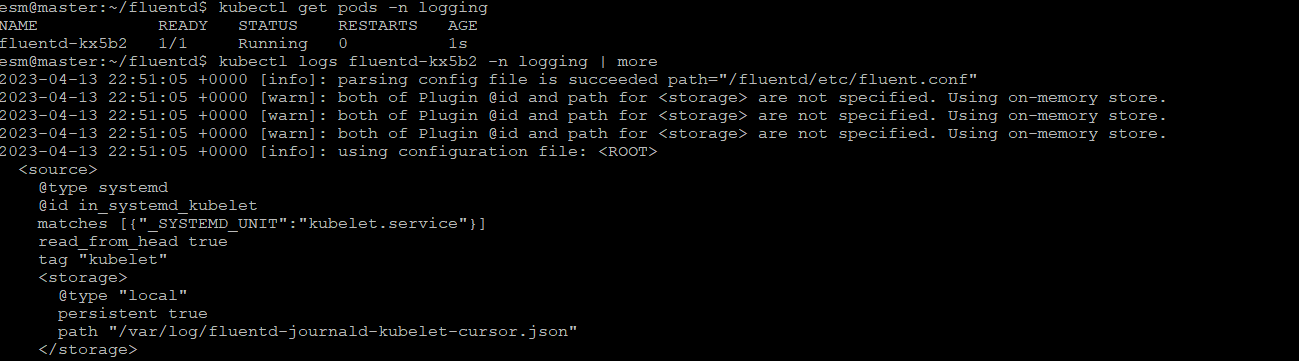 esm@master:~/fluentd$ kubectl get pods -n logging
NAME            READY   STATUS    RESTARTS   AGE
fluentd-kx5b2   1/1     Running   0          1s
esm@master:~/fluentd$ kubectl logs fluentd-kx5b2 -n logging | more
2023-04-13 22:51:05 +0000 [info]: parsing config file is succeeded path="/fluentd/etc/fluent.conf"
2023-04-13 22:51:05 +0000 [warn]: both of Plugin @id and path for <storage> are not specified. Using on-memory store.
2023-04-13 22:51:05 +0000 [warn]: both of Plugin @id and path for <storage> are not specified. Using on-memory store.
2023-04-13 22:51:05 +0000 [warn]: both of Plugin @id and path for <storage> are not specified. Using on-memory store.
2023-04-13 22:51:05 +0000 [info]: using configuration file: <ROOT>
  <source>
    @type systemd
    @id in_systemd_kubelet
    matches [{"_SYSTEMD_UNIT":"kubelet.service"}]
    read_from_head true
    tag "kubelet"
    <storage>
      @type "local"
      persistent true
      path "/var/log/fluentd-journald-kubelet-cursor.json"
    </storage>